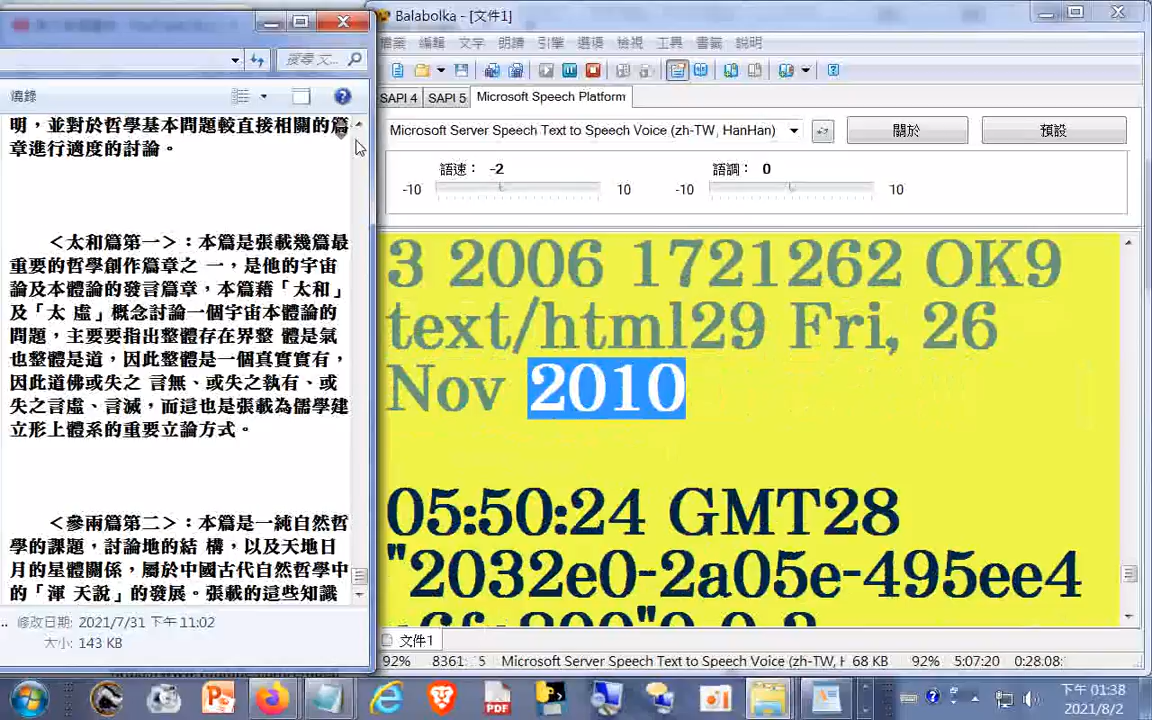 Balabolka - [文件1]
檔案 編輯 文字 朗讀 引擎 選項 檢視 工具 書籤 說明
搜尋 文...
燒錄
SAPI 4 SAPI 5 Microsoft Speech Platform
Microsoft Server Speech Text to Speech Voice (zh-TW, HanHan) 關於 預設
語速： -2 語調： 0
-10 10 -10 10
明，並對於哲學基本問題較直接相關的篇
章進行適度的討論。
＜太和篇第一＞：本篇是張載幾篇最
重要的哲學創作篇章之 一，是他的宇宙
論及本體論的發言篇章，本篇藉「太和」
及「太 虛」概念討論一個宇宙本體論的
問題，主要要指出整體存在界整 體是氣
也整體是道，因此整體是一個真實實有，
因此道佛或失之 言無、或失之執有、或
失之言虛、言滅，而這也是張載為儒學建
立形上體系的重要立論方式。
＜參兩篇第二＞：本篇是一純自然哲
學的課題，討論地的結 構，以及天地日
月的星體關係，屬於中國古代自然哲學中
的「渾 天說」的發展。張載的這些知識
修改日期: 2021/7/31 下午 11:02
大小: 143 KB
3 2006 1721262 OK9
text/html29 Fri, 26
Nov 2010
05:50:24 GMT28
"2032e0-2a05e-495ee4
文件1
92% 8361: 5 Microsoft Server Speech Text to Speech Voice (zh-TW, H 68 KB 92% 5:07:20 0:28.08:
下午 01:38
2021/8/2